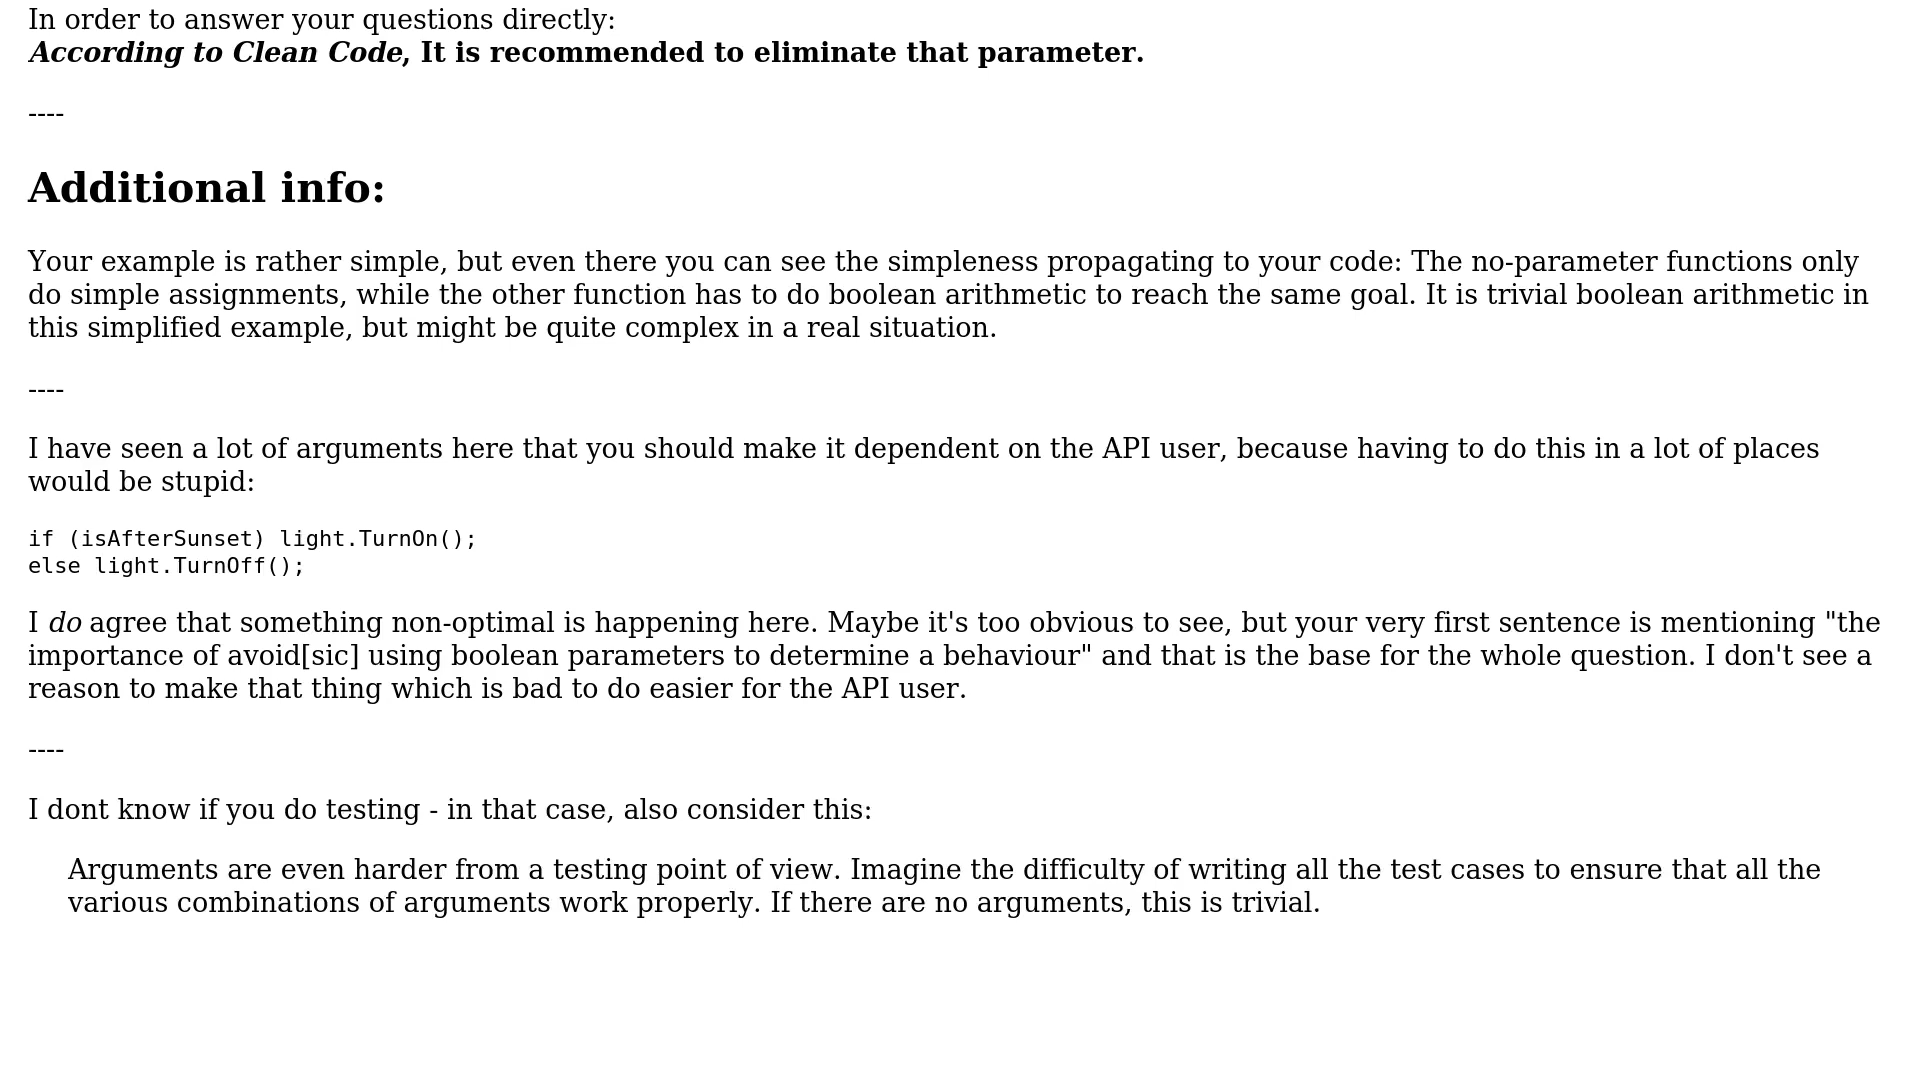 In order to answer your questions directly:
According to Clean Code, It is recommended to eliminate that parameter.
----
Additional info:
Your example is rather simple, but even there you can see the simpleness propagating to your code: The no-parameter functions only
do simple assignments, while the other function has to do boolean arithmetic to reach the same goal. It is trivial boolean arithmetic in
this simplified example, but might be quite complex in a real situation.
----
I have seen a lot of arguments here that you should make it dependent on the API user, because having to do this in a lot of places
would be stupid:
if (isAfterSunset) light.TurnOn();
else light.TurnOff();
I do agree that something non-optimal is happening here. Maybe it's too obvious to see, but your very first sentence is mentioning "the
importance of avoid[sic] using boolean parameters to determine a behaviour" and that is the base for the whole question. I don't see a
reason to make that thing which is bad to do easier for the API user.
----
I dont know if you do testing - in that case, also consider this:
Arguments are even harder from a testing point of view. Imagine the difficulty of writing all the test cases to ensure that all the
various combinations of arguments work properly. If there are no arguments, this is trivial.